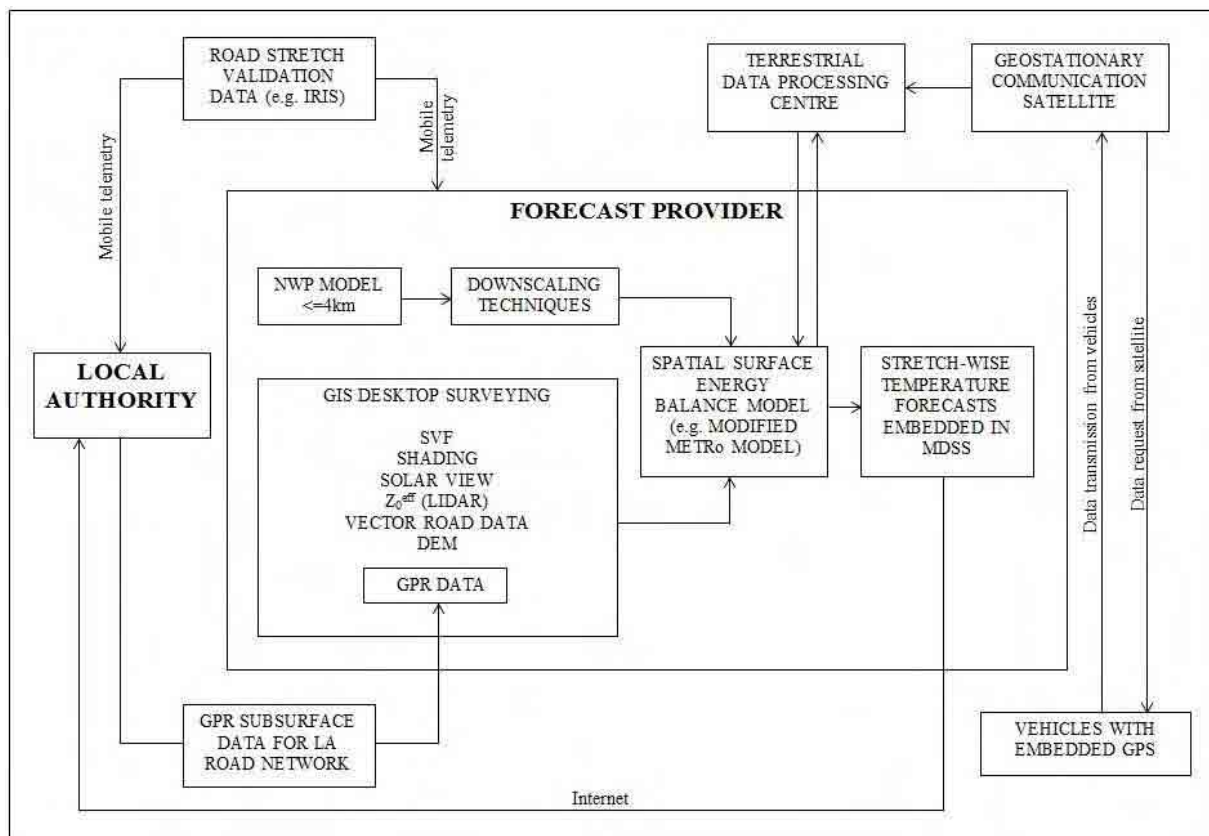 ROAD STRETCH
VALIDATION
DATA (e.g. IRIS)
TERRESTRIAL
DATA PROCESSING
CENTRE
GEOSTATIONARY
COMMUNICATION
SATELLITE
Mobile telemetry
Mobile
telemetry
FORECAST PROVIDER
NWP MODEL
<=4km
DOWNSCALING
TECHNIQUES
LOCAL
AUTHORITY
GIS DESKTOP SURVEYING
SVF
SHADING
SOLAR VIEW
Z₀ᵉᶠᶠ (LIDAR)
VECTOR ROAD DATA
DEM
GPR DATA
SPATIAL SURFACE
ENERGY
BALANCE MODEL
(e.g. MODIFIED
METRo MODEL)
STRETCH-WISE
TEMPERATURE
FORECASTS
EMBEDDED IN
MDSS
Data transmission from vehicles
Data request from satellite
GPR SUBSURFACE
DATA FOR LA
ROAD NETWORK
VEHICLES WITH
EMBEDDED GPS
Internet